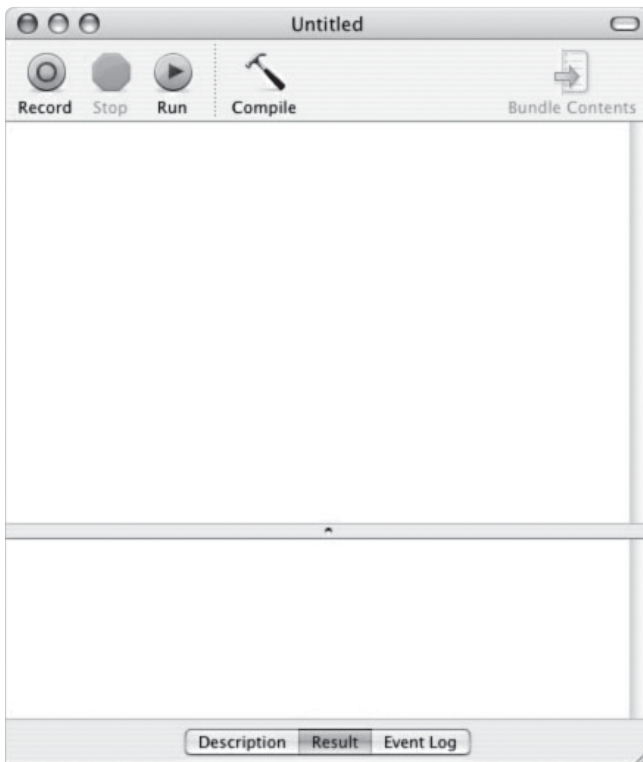 Untitled
Record Stop Run Compile Bundle Contents
Description Result Event Log